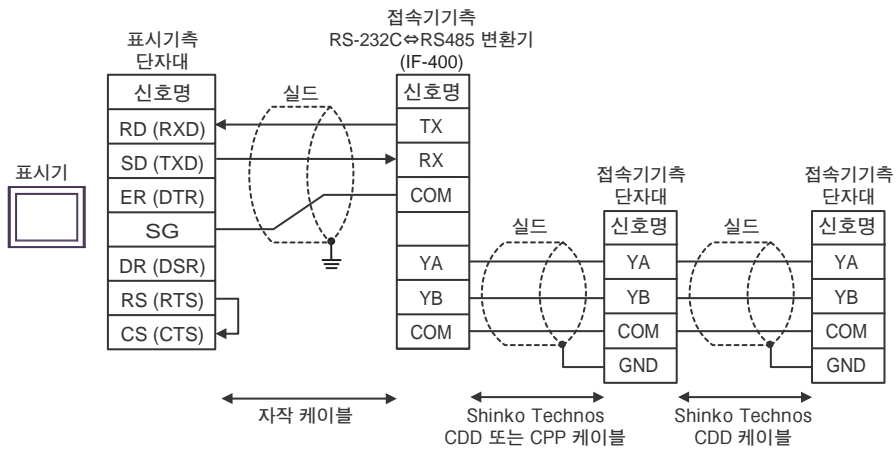 표시기
표시기측
단자대
신호명
RD (RXD)
SD (TXD)
ER (DTR)
SG
DR (DSR)
RS (RTS)
CS (CTS)
실드
자작 케이블
접속기기측
RS-232C⇔RS485 변환기
(IF-400)
신호명
TX
RX
COM
YA
YB
COM
실드
Shinko Technos
CDD 또는 CPP 케이블
접속기기측
단자대
신호명
YA
YB
COM
GND
실드
Shinko Technos
CDD 케이블
접속기기측
단자대
신호명
YA
YB
COM
GND